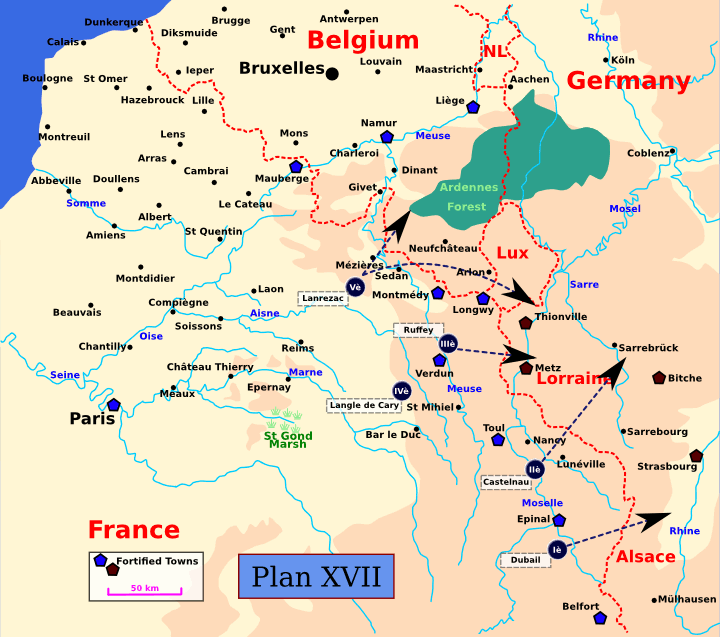 Dunkerque
Brugge
Antwerpen
Gent
Diksmuide
Calais
Belgium
NL
Rhine
Louvain
Köln
Ieper
Bruxelles
Maastricht
Boulogne
St Omer
Aachen
Germany
Hazebrouck
Lille
Liège
Namur
Montreuil
Lens
Mons
Meuse
Charleroi
Coblenz
Arras
Cambrai
Dinant
Abbeville
Doullens
Mauberge
Givet
Ardennes
Forest
Somme
Le Cateau
Mosel
Albert
Amiens
St Quentin
Neufchâteau
Lux
Mézières
Sedan
Arlon
Montdidier
Sarre
Laon
Vè
Lanrezac
Montmédy
Longwy
Compiègne
Beauvais
Aisne
Soissons
Thionville
Ruffey
IIIè
Oise
Chantilly
Reims
Sarrebrück
Château Thierry
Metz
Seine
Marne
Verdun
Lorraine
Bitche
Epernay
Meaux
IVè
Meuse
Langle de Cary
St Mihiel
Paris
St Gond
Marsh
Bar le Duc
Toul
Nancy
Sarrebourg
IIè
Lunéville
Strasbourg
Castelnau
Moselle
Epinal
France
Rhine
Iè
Dubail
Alsace
Fortified Towns
Plan XVII
50 km
Belfort
Mülhausen